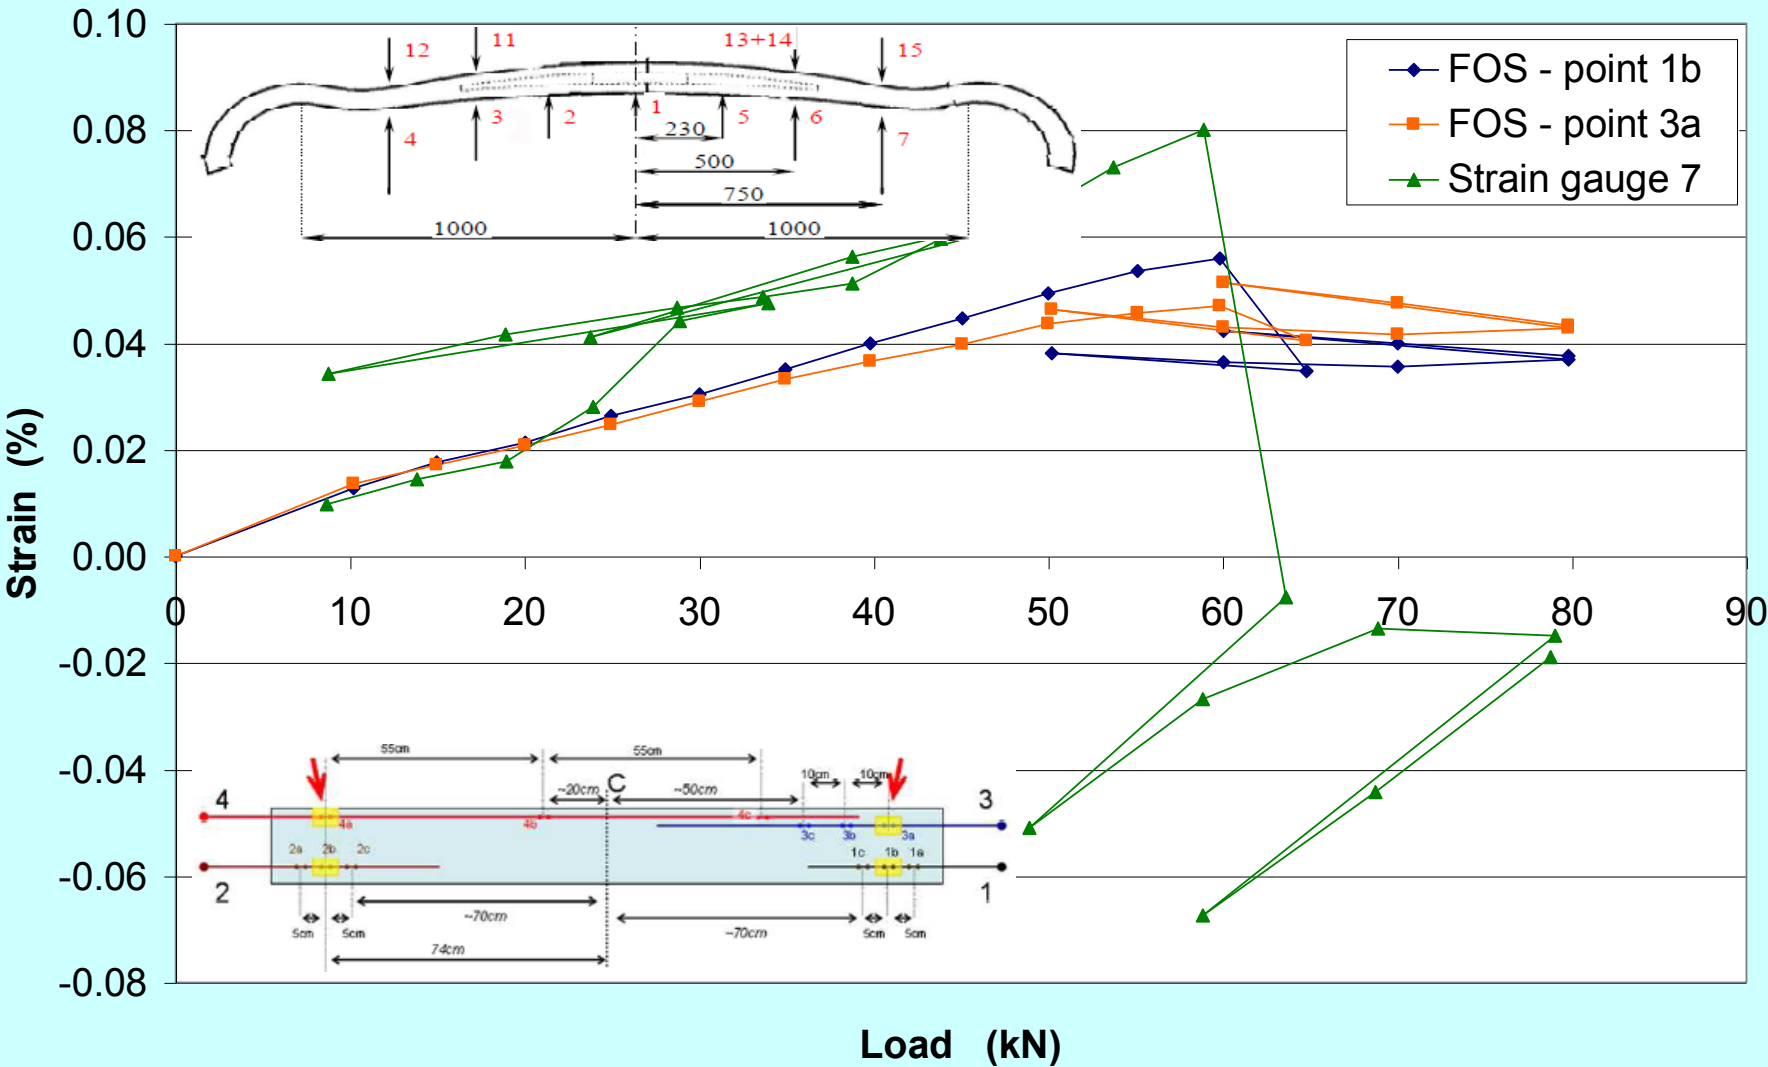 0.10
0.08
0.06
0.04
0.02
0.00
-0.02
-0.04
-0.06
-0.08
Strain (%)
0 10 20 30 40 50 60 70 80 90
Load (kN)
FOS - point 1b
FOS - point 3a
Strain gauge 7
12 11 13+14 15
4 3 2 1 5 6 7
230
500
750
1000 1000
55cm 55cm
10cm 10cm
~20cm C ~50cm
4 3
4a 4b 4c 3c 3b 3a
2a 2b 2c 1c 1b 1a
2 1
~70cm ~70cm
5cm 5cm 5cm 5cm
74cm